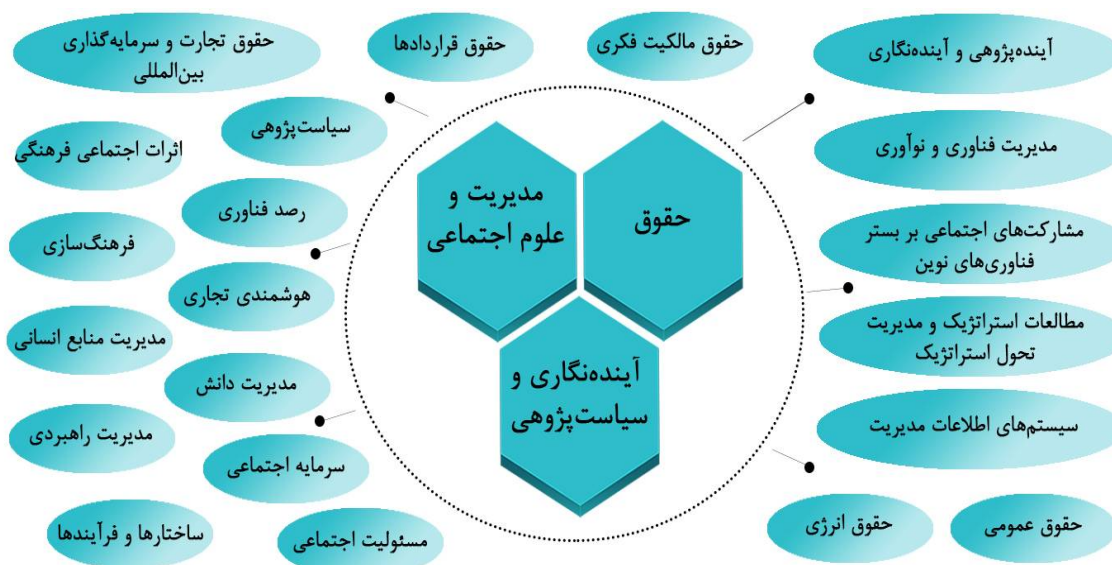 حقوق مالکیت فکری
حقوق قراردادها
حقوق تجارت و سرمایه‌گذاری
بین‌المللی
آینده‌پژوهی و آینده‌نگاری
مدیریت فناوری و نوآوری
مشارکت‌های اجتماعی بر بستر
فناوری‌های نوین
مطالعات استراتژیک و مدیریت
تحول استراتژیک
سیستم‌های اطلاعات مدیریت
حقوق عمومی
حقوق انرژی
حقوق
مدیریت و
علوم اجتماعی
آینده‌نگاری و
سیاست‌پژوهی
سیاست‌پژوهی
رصد فناوری
هوشمندی تجاری
مدیریت دانش
سرمایه اجتماعی
مسئولیت اجتماعی
اثرات اجتماعی فرهنگی
فرهنگ‌سازی
مدیریت منابع انسانی
مدیریت راهبردی
ساختارها و فرآیندها